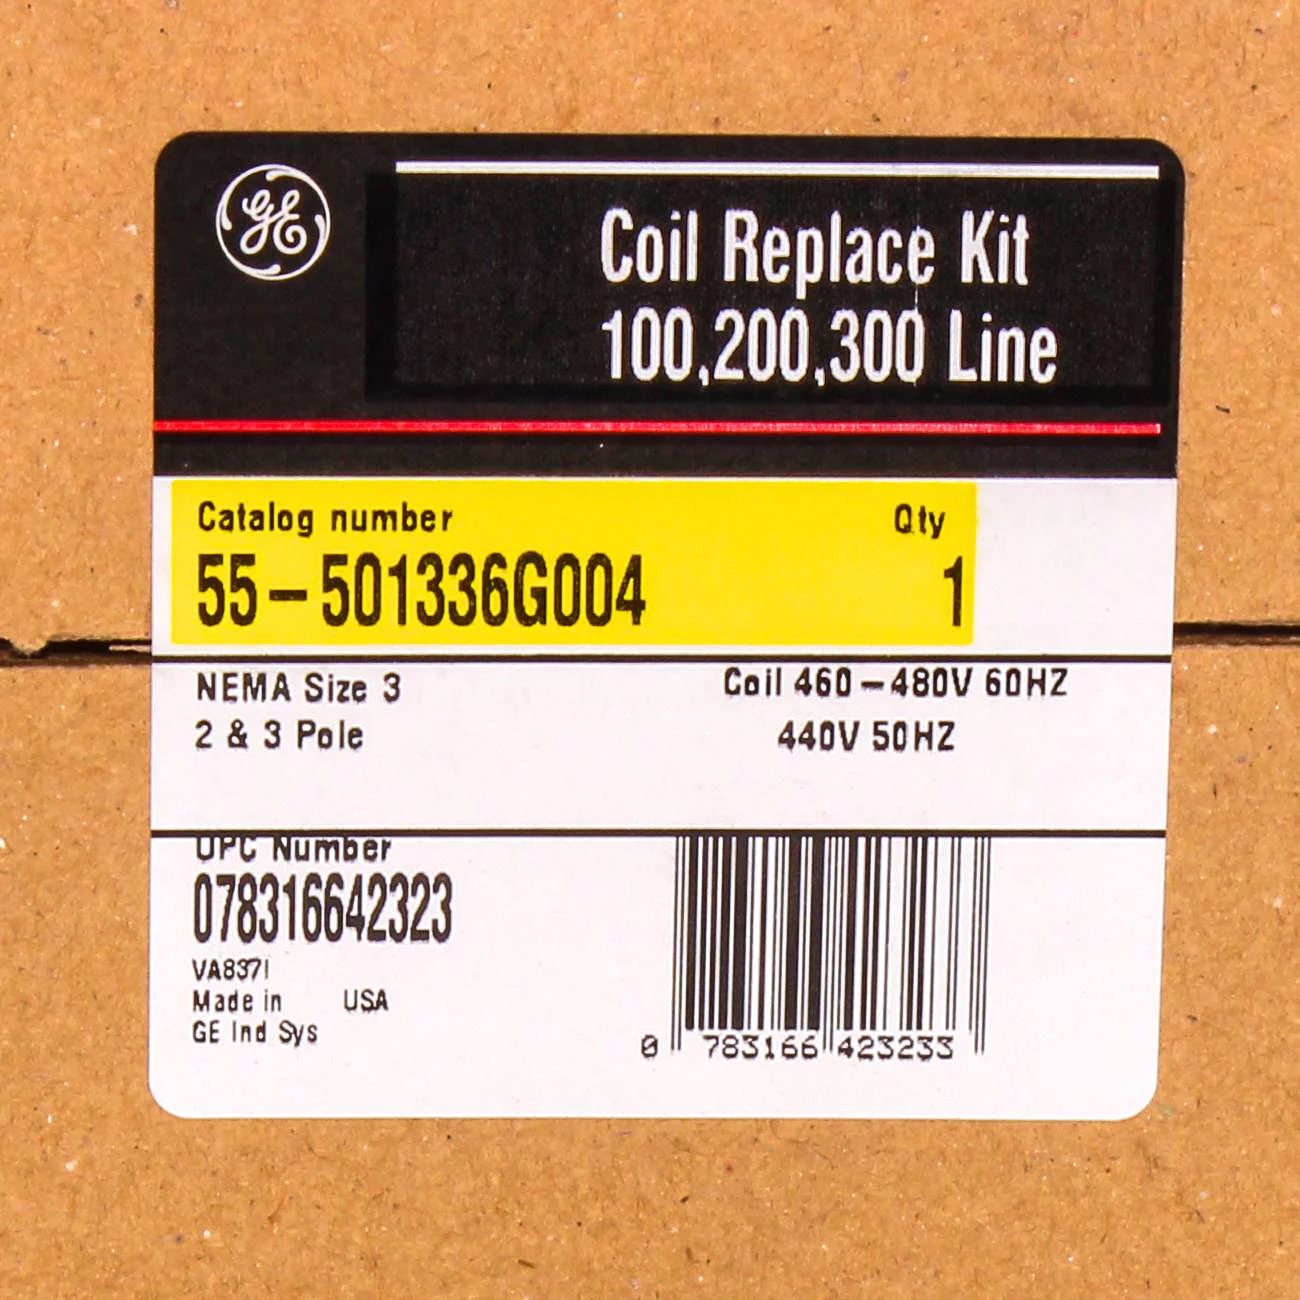 GE
Coil Replace Kit
100,200,300 Line
Catalog number Qty
55-501336G004 1
NEMA Size 3 Coil 460-480V 60HZ
2 & 3 Pole 440V 50HZ
UPC Number
078316642323
VA8371
Made in USA
GE Ind Sys
0 783166 423233